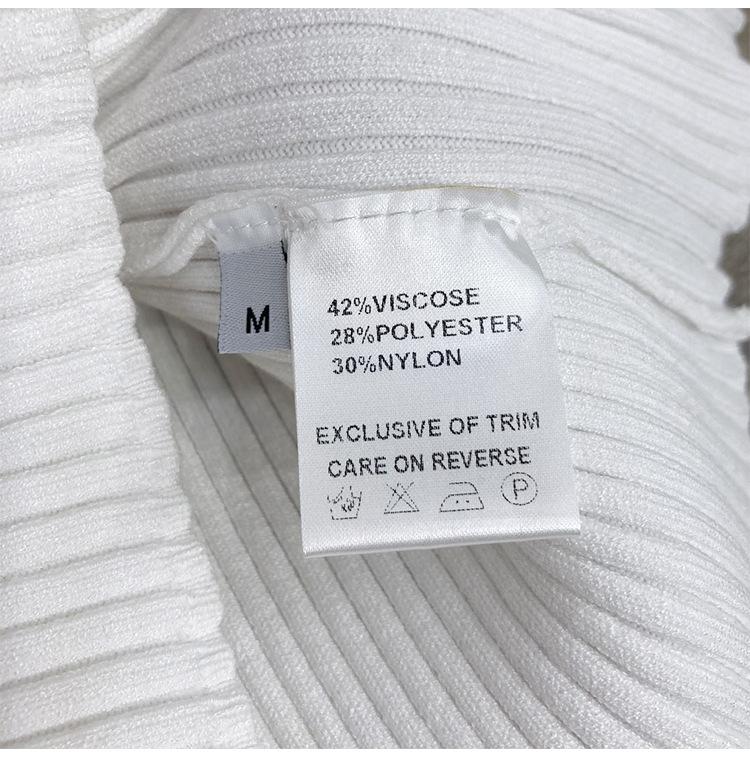 M
42%VISCOSE
28%POLYESTER
30%NYLON
EXCLUSIVE OF TRIM
CARE ON REVERSE
P